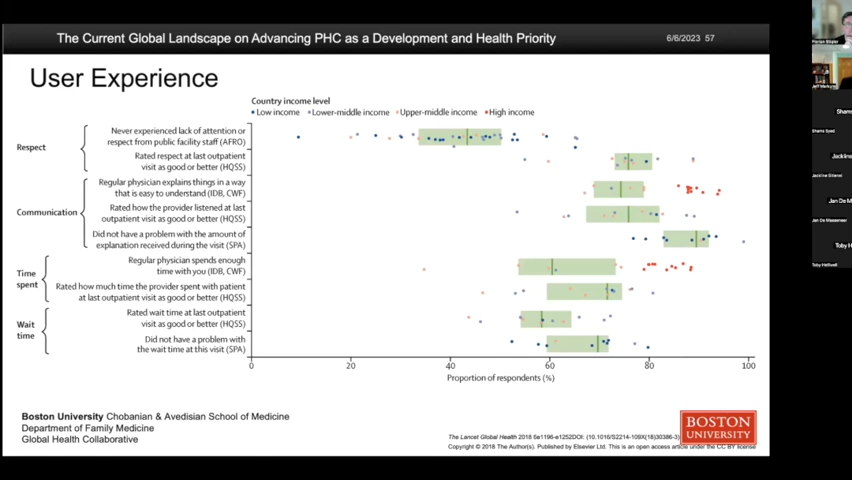 The Current Global Landscape on Advancing PHC as a Development and Health Priority
6/6/2023 57
User Experience
Country income level
Low income
Lower-middle income
Upper-middle income
High income
Respect
Never experienced lack of attention or
respect from public facility staff (AFRO)
Rated respect at last outpatient
visit as good or better (HQSS)
Communication
Regular physician explains things in a way
that is easy to understand (IDB, CWF)
Rated how the provider listened at last
outpatient visit as good or better (HQSS)
Did not have a problem with the amount of
explanation received during the visit (SPA)
Time
spent
Regular physician spends enough
time with you (IDB, CWF)
Rated how much time the provider spent with patient
at last outpatient visit as good or better (HQSS)
Wait
time
Rated wait time at last outpatient
visit as good or better (HQSS)
Did not have a problem with
the wait time at this visit (SPA)
0
20
40
60
80
100
Proportion of respondents (%)
Boston University Chobanian & Avedisian School of Medicine
Department of Family Medicine
Global Health Collaborative
The Lancet Global Health 2018 6e1196-e1252DOI: (10.1016/S2214-109X(18)30386-3)
Copyright © 2018 The Author(s). Published by Elsevier Ltd. This is an open access article under the CC BY license
BOSTON
UNIVERSITY
Shams
Shams Syed
Jackline
Jan De M
Toby H
Toby Holliwell